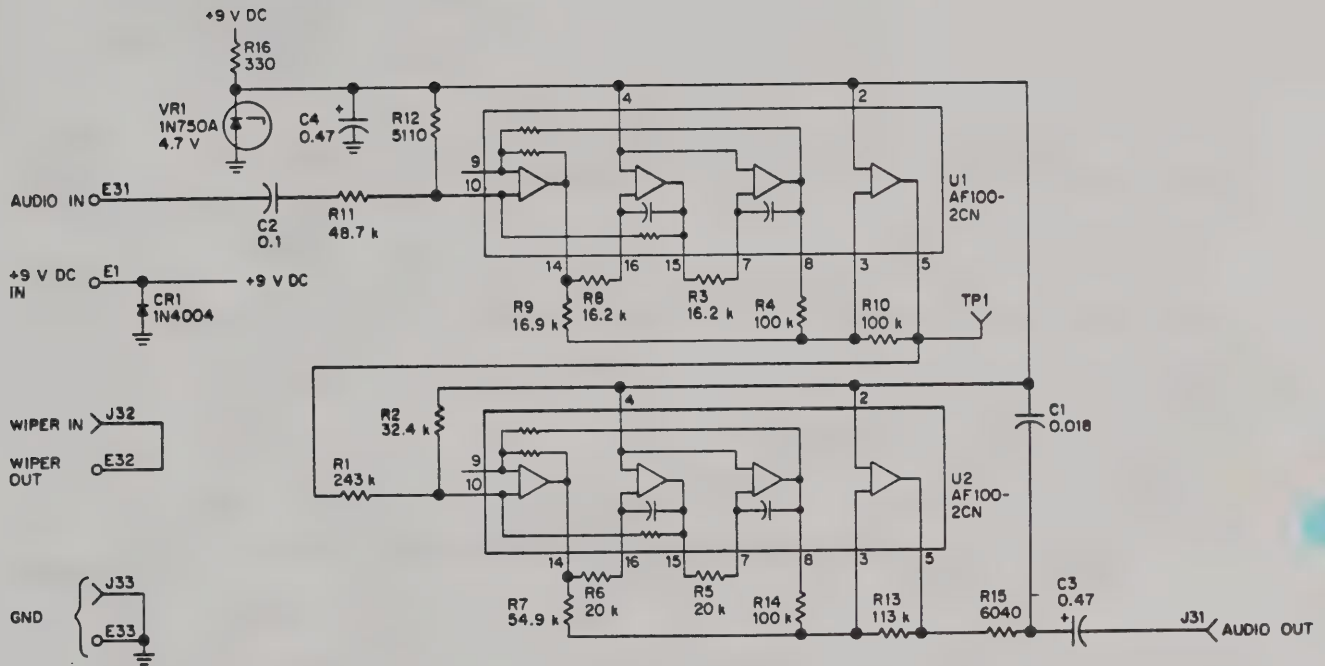 +9 V DC
R16
330
VR1
1N750A
4.7 V
C4
0.47
+
R12
5110
4
2
9
10
U1
AF100-
2CN
AUDIO IN
E31
C2
0.1
R11
48.7 k
14
16
15
7
8
3
5
+9 V DC
IN
E1
+9 V DC
CR1
1N4004
R9
16.9 k
R8
16.2 k
R3
16.2 k
R4
100 k
R10
100 k
TP1
WIPER IN
J32
WIPER
OUT
E32
R2
32.4 k
R1
243 k
4
2
9
10
U2
AF100-
2CN
C1
0.018
14
16
15
7
8
3
5
GND
J33
E33
R7
54.9 k
R6
20 k
R5
20 k
R14
100 k
R13
113 k
R15
6040
C3
0.47
+
J31
AUDIO OUT